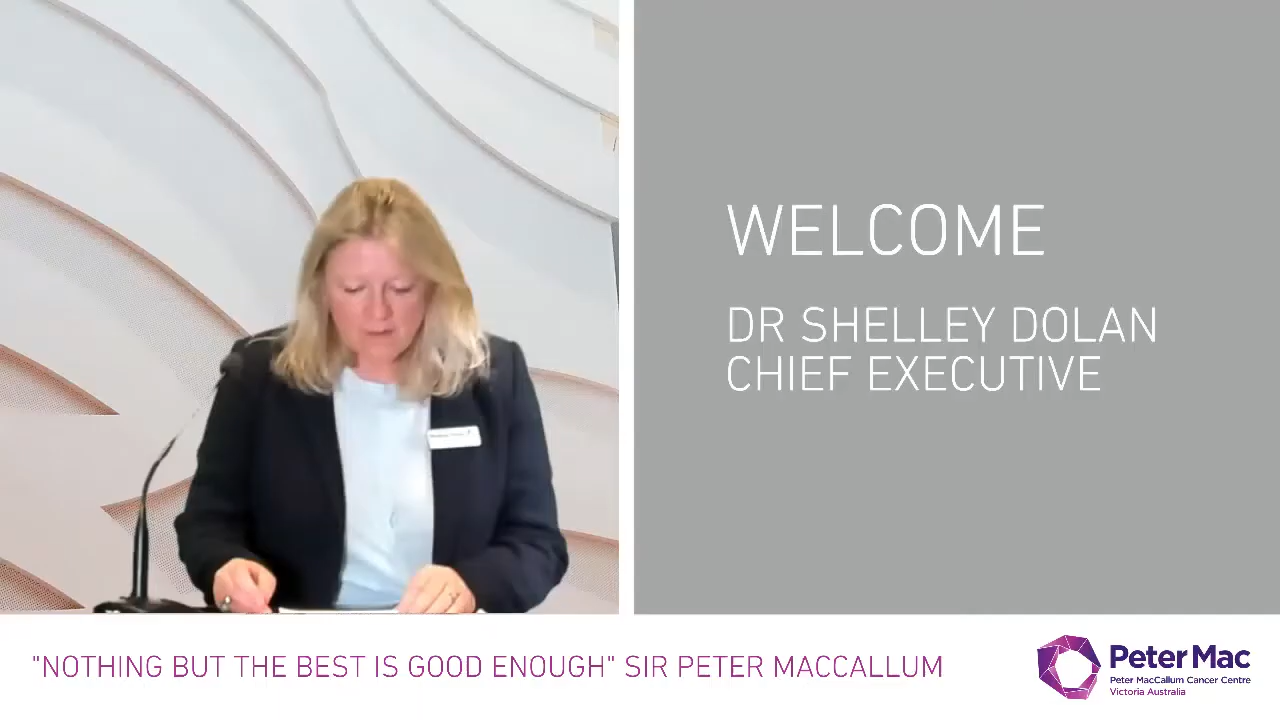 WELCOME
DR SHELLEY DOLAN
CHIEF EXECUTIVE
"NOTHING BUT THE BEST IS GOOD ENOUGH" SIR PETER MACCALLUM
Peter Mac
Peter MacCallum Cancer Centre
Victoria Australia